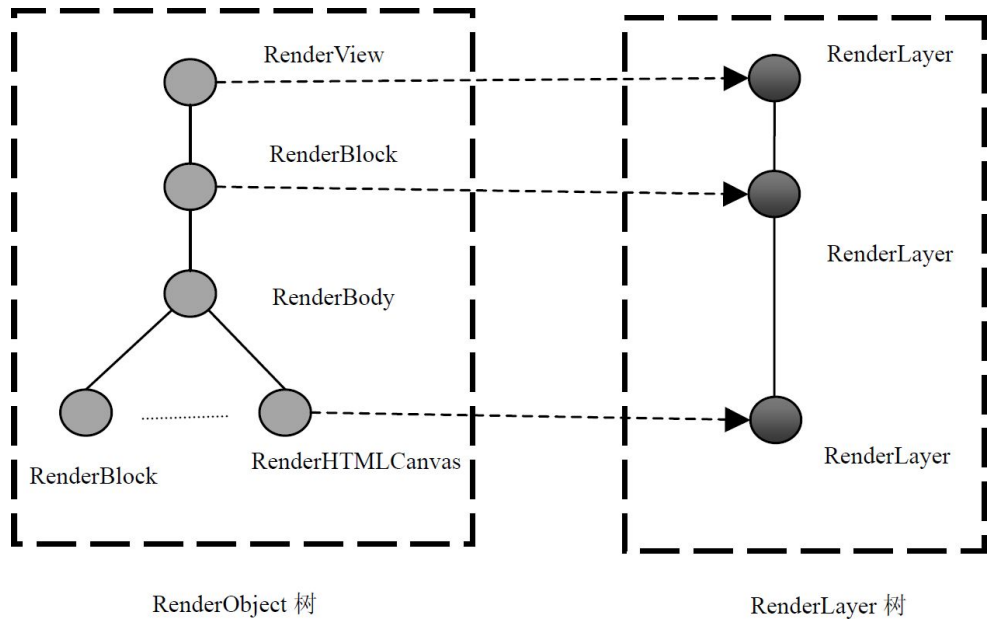 RenderView
RenderLayer
RenderBlock
RenderLayer
RenderBody
RenderHTMLCanvas
RenderLayer
RenderBlock
RenderObject 树
RenderLayer 树